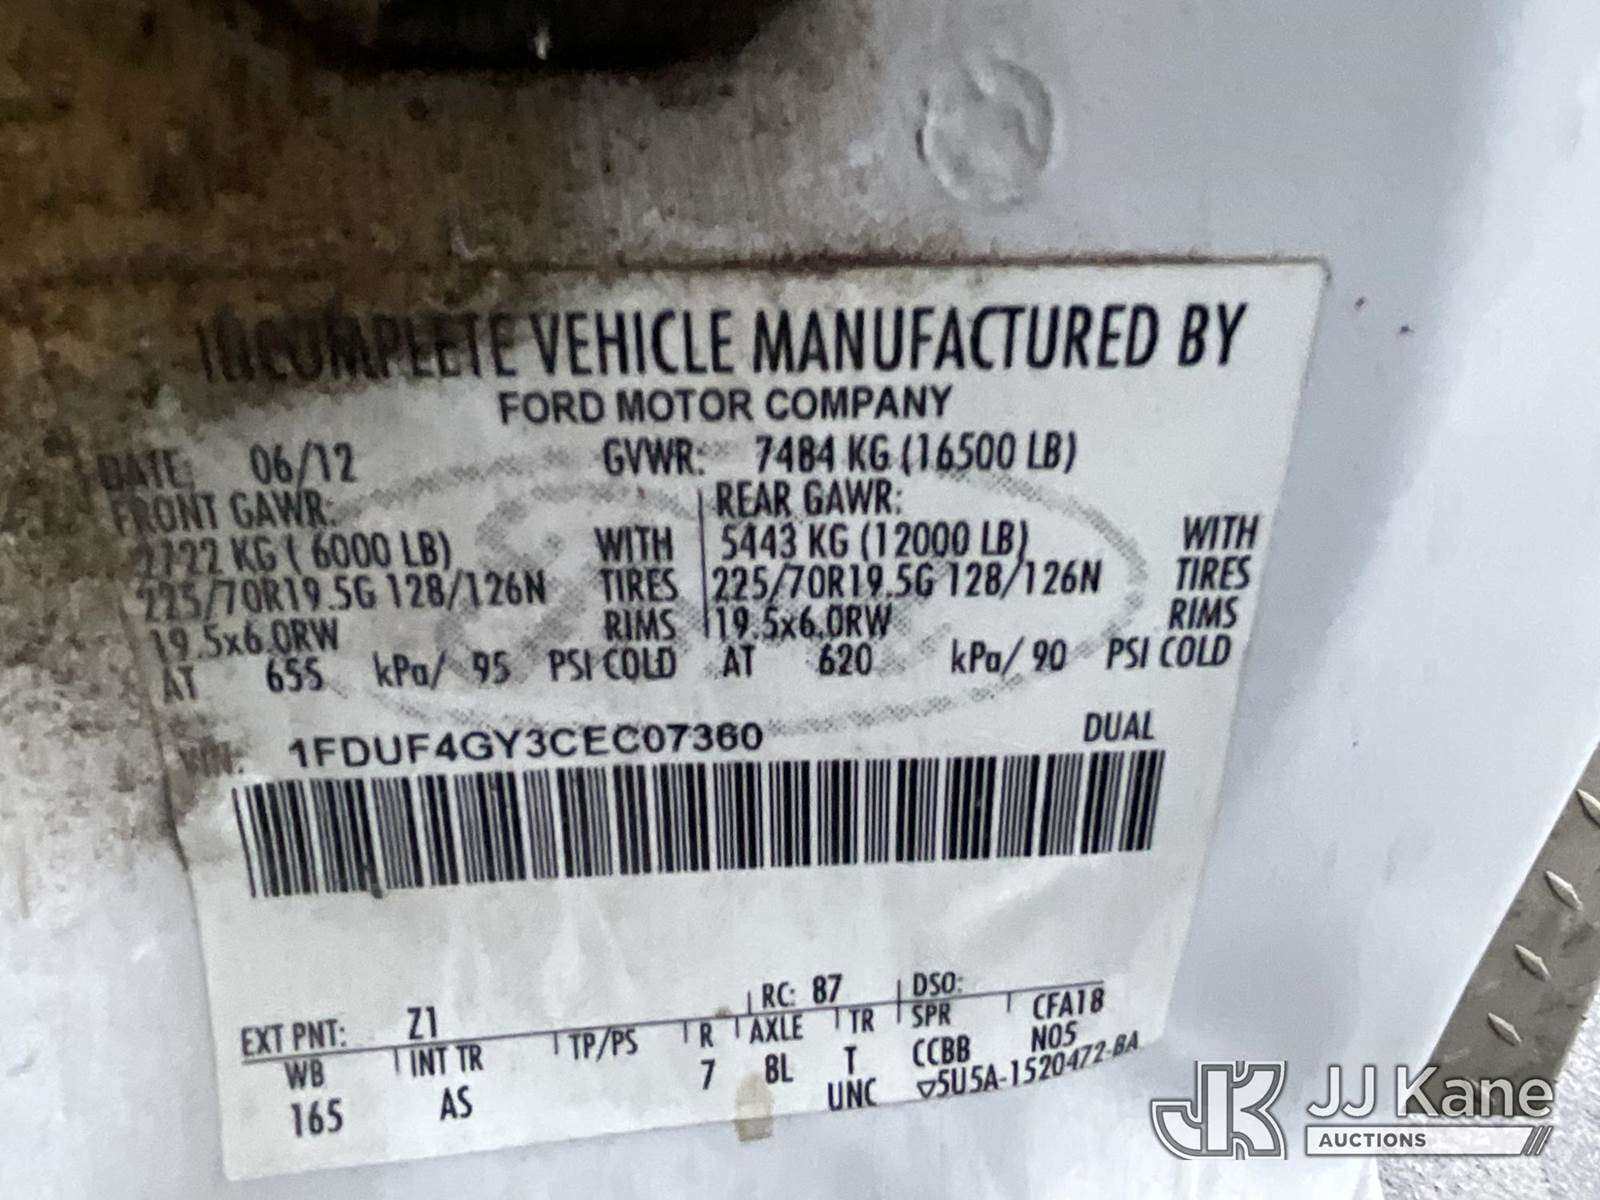 INCOMPLETE VEHICLE MANUFACTURED BY
FORD MOTOR COMPANY
DATE: 06/12 GVWR: 7484 KG (16500 LB)
FRONT GAWR: REAR GAWR:
2722 KG ( 6000 LB) WITH 5443 KG (12000 LB) WITH
225/70R19.5G 128/126N TIRES 225/70R19.5G 128/126N TIRES
19.5x6.0RW RIMS 19.5x6.0RW RIMS
AT 655 kPa/ 95 PSI COLD AT 620 kPa/ 90 PSI COLD
VIN: 1FDUF4GY3CEC07360 DUAL
EXT PNT: Z1 RC: 87 DSO:
WB INT TR TP/PS R AXLE TR SPR CFA18
165 AS 7 8L T CCBB N05
UNC ▽5U5A-1520472-BA
JK JJ Kane
AUCTIONS